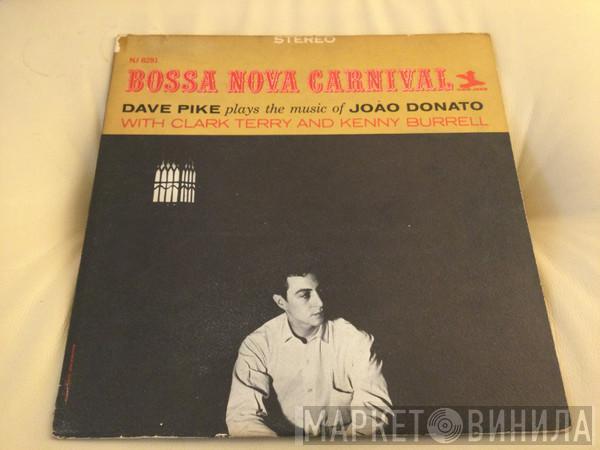 STEREO
NJ 8281
BOSSA NOVA CARNIVAL
DAVE PIKE plays the music of JOÃO DONATO
WITH CLARK TERRY AND KENNY BURRELL
МАРКЕТ ВИНИЛА